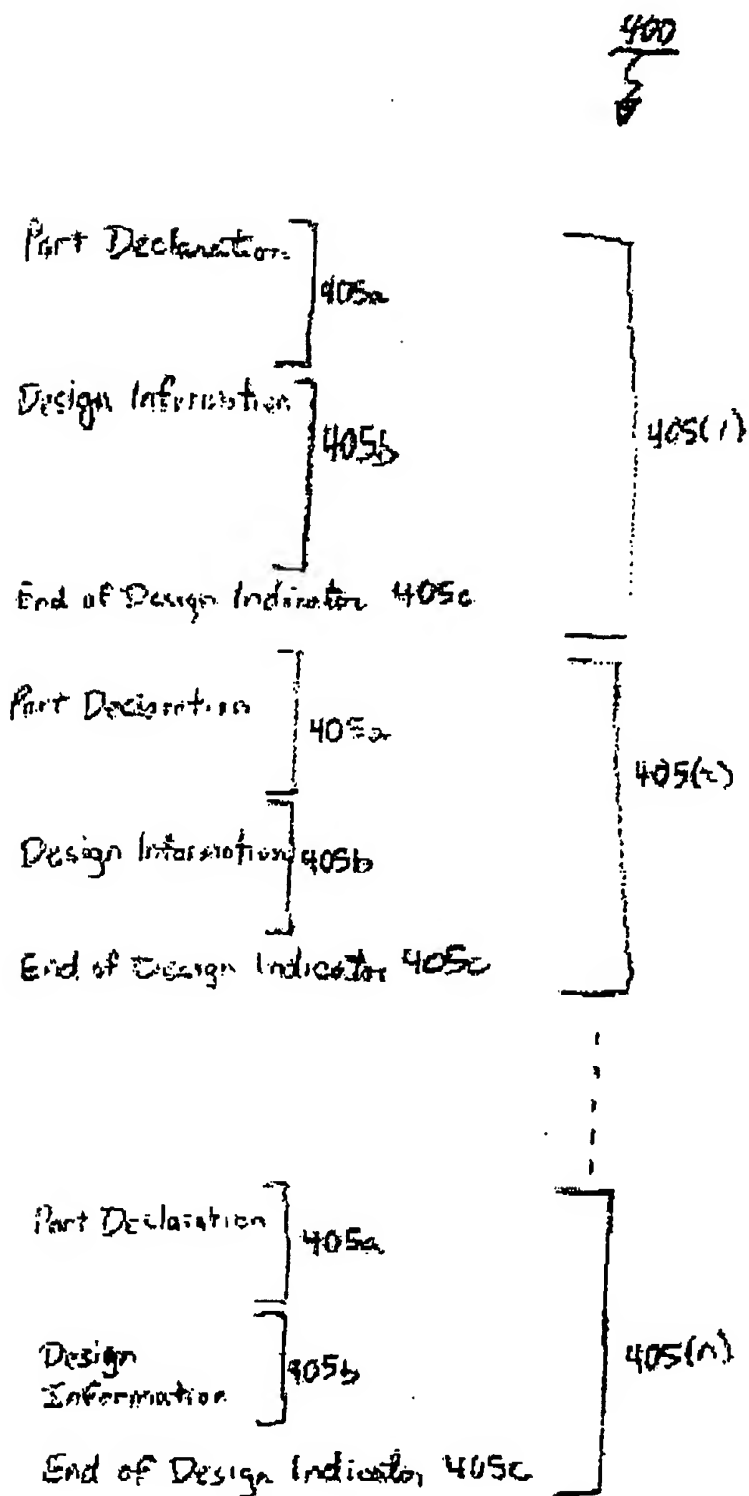 400
Part Declaration
405a
Design Information
405b
405(1)
End of Design Indicator 405c
Part Declaration
405a
405(2)
Design Information
405b
End of Design Indicator 405c
Part Declaration
405a
Design
Information
405b
405(n)
End of Design Indicator 405c